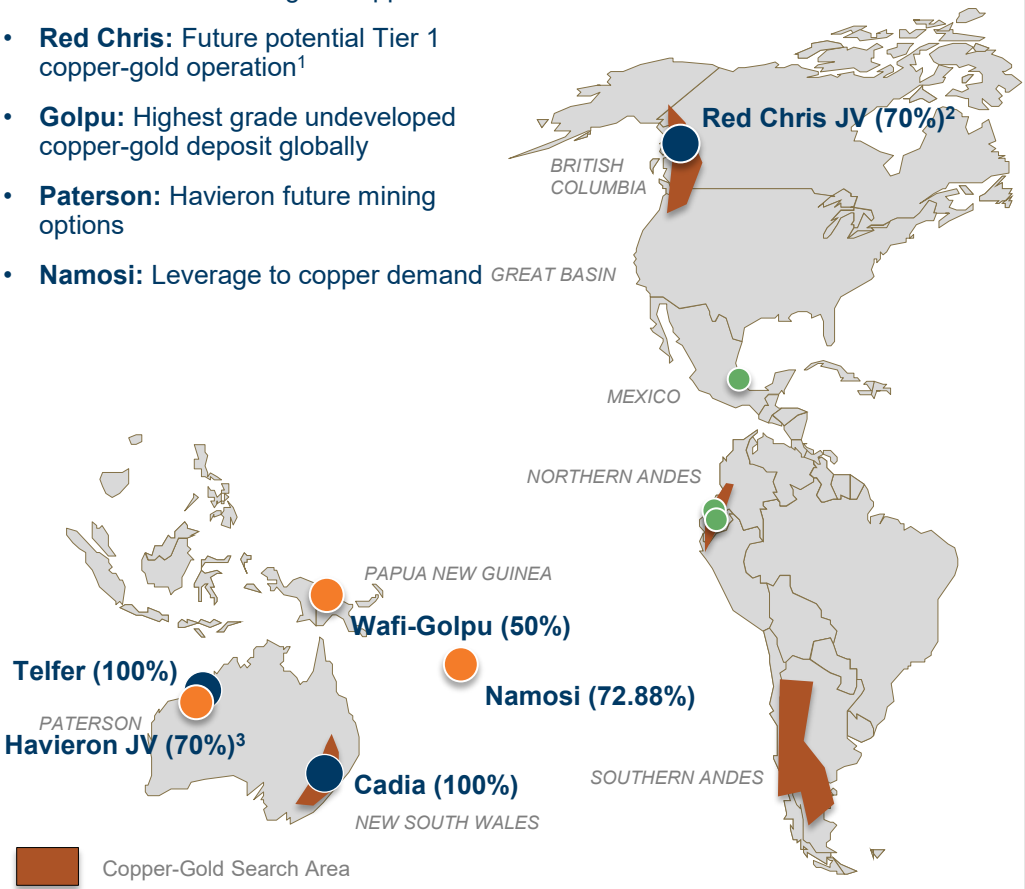 • Red Chris: Future potential Tier 1
copper-gold operation¹
• Golpu: Highest grade undeveloped
copper-gold deposit globally
• Paterson: Havieron future mining
options
• Namosi: Leverage to copper demand
Red Chris JV (70%)²
BRITISH
COLUMBIA
GREAT BASIN
MEXICO
NORTHERN ANDES
PAPUA NEW GUINEA
Wafi-Golpu (50%)
Telfer (100%)
Namosi (72.88%)
PATERSON
Havieron JV (70%)³
Cadia (100%)
SOUTHERN ANDES
NEW SOUTH WALES
Copper-Gold Search Area